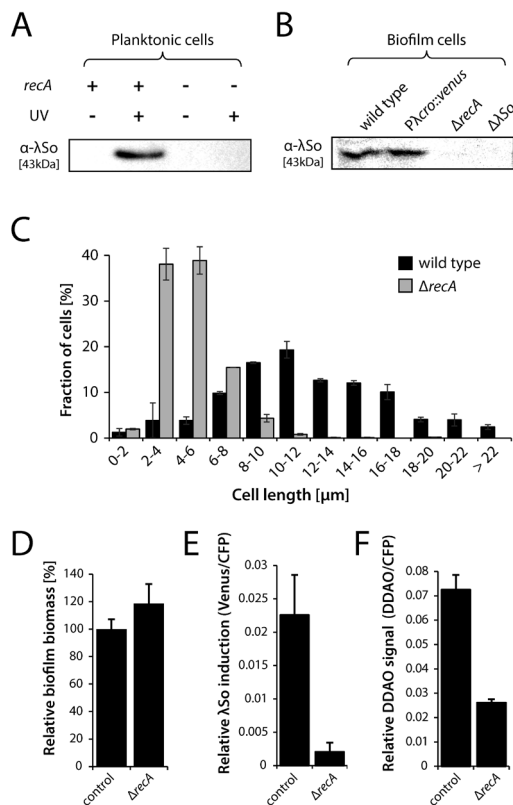 A
Planktonic cells
recA + + - -
UV - + - +
α-λSo
[43kDa]
B
Biofilm cells
wild type Pλcro::venus ΔrecA ΔλSo
α-λSo
[43kDa]
C
Fraction of cells [%]
40
30
20
10
0
wild type
ΔrecA
0-2 2-4 4-6 6-8 8-10 10-12 12-14 14-16 16-18 18-20 20-22 > 22
Cell length [µm]
D
Relative biofilm biomass [%]
140
120
100
80
60
40
20
0
control ΔrecA
E
Relative λSo induction (Venus/CFP)
0.03
0.025
0.02
0.015
0.01
0.005
0
control ΔrecA
F
Relative DDAO signal (DDAO/CFP)
0.08
0.07
0.06
0.05
0.04
0.03
0.02
0.01
0.00
control ΔrecA